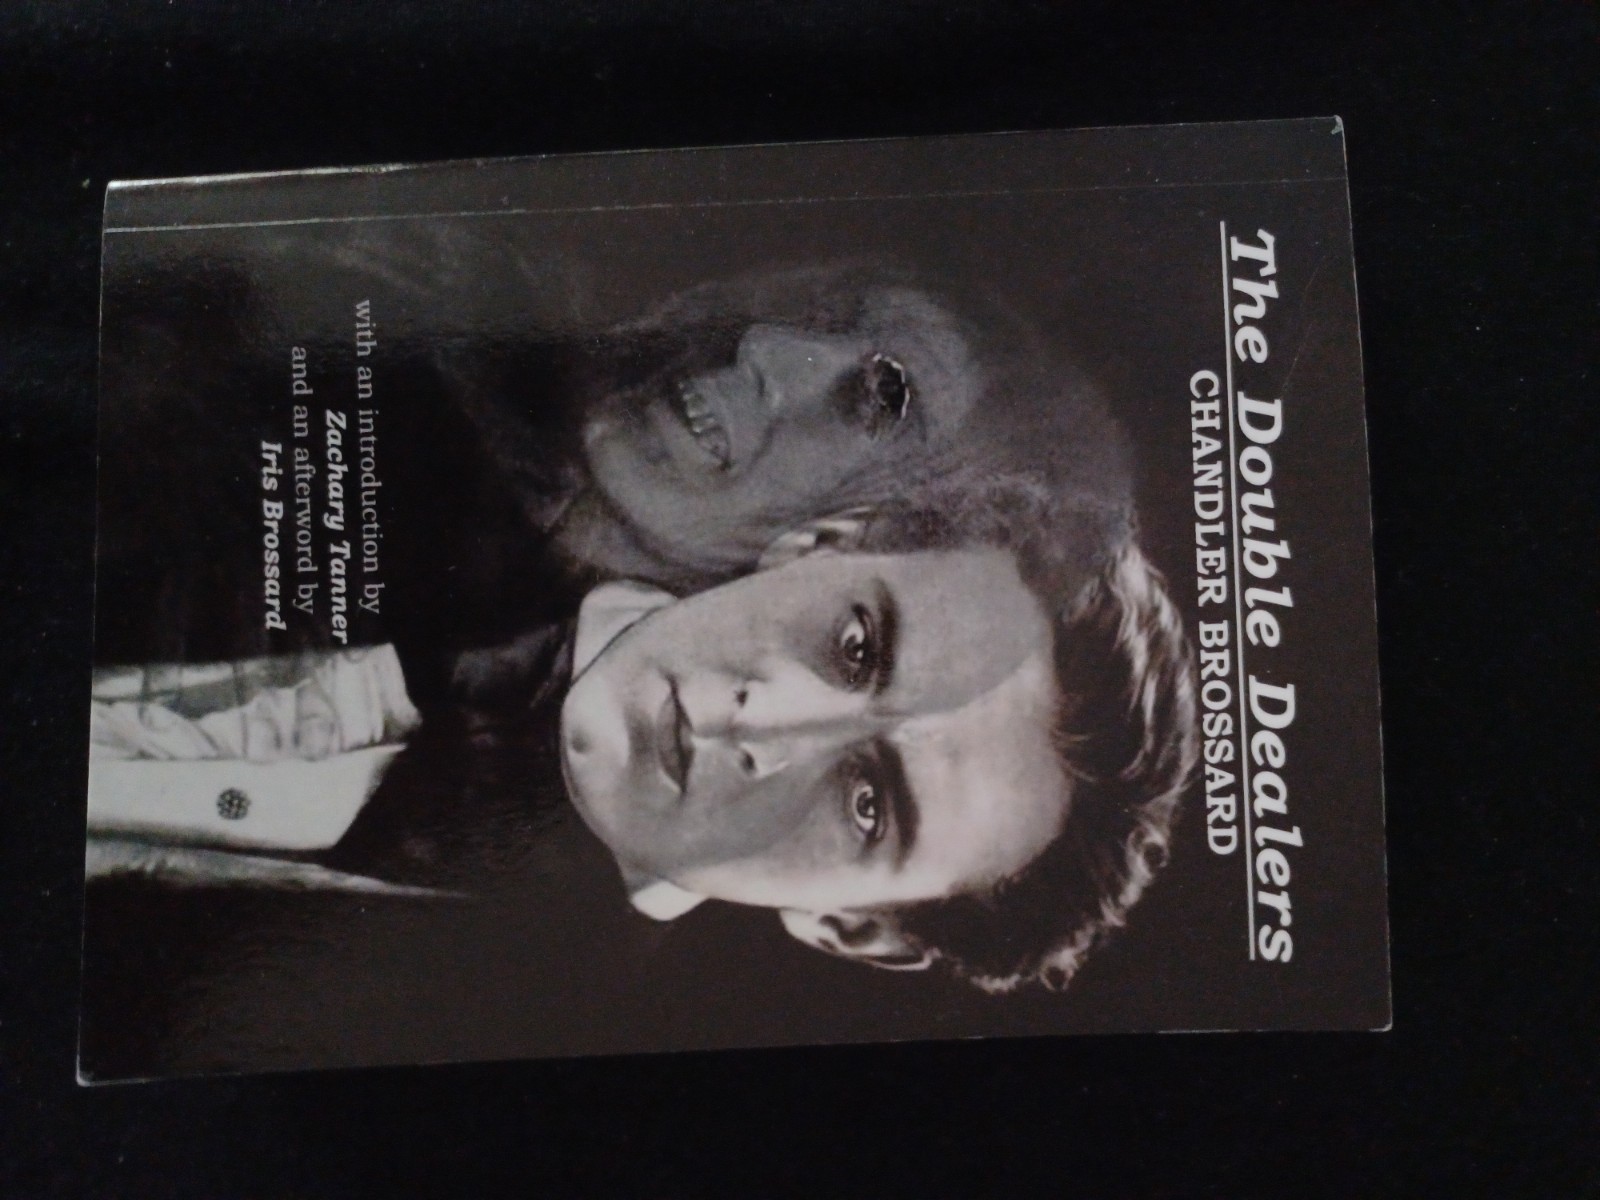 The Double Dealers
CHANDLER BROSSARD
with an introduction by
Zachary Tanner
and an afterword by
Iris Brossard